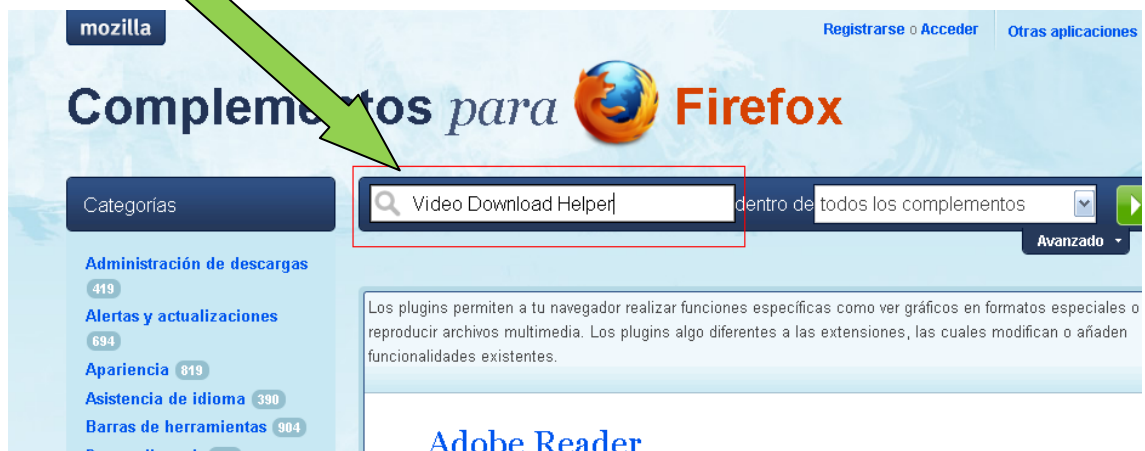 mozilla
Registrarse o Acceder
Otras aplicaciones
Complementos para Firefox
Categorías
Video Download Helper
dentro de todos los complementos
Avanzado
Administración de descargas
419
Alertas y actualizaciones
694
Apariencia 819
Asistencia de idioma 390
Barras de herramientas 904
Los plugins permiten a tu navegador realizar funciones específicas como ver gráficos en formatos especiales o
reproducir archivos multimedia. Los plugins algo diferentes a las extensiones, las cuales modifican o añaden
funcionalidades existentes.
Adobe Reader